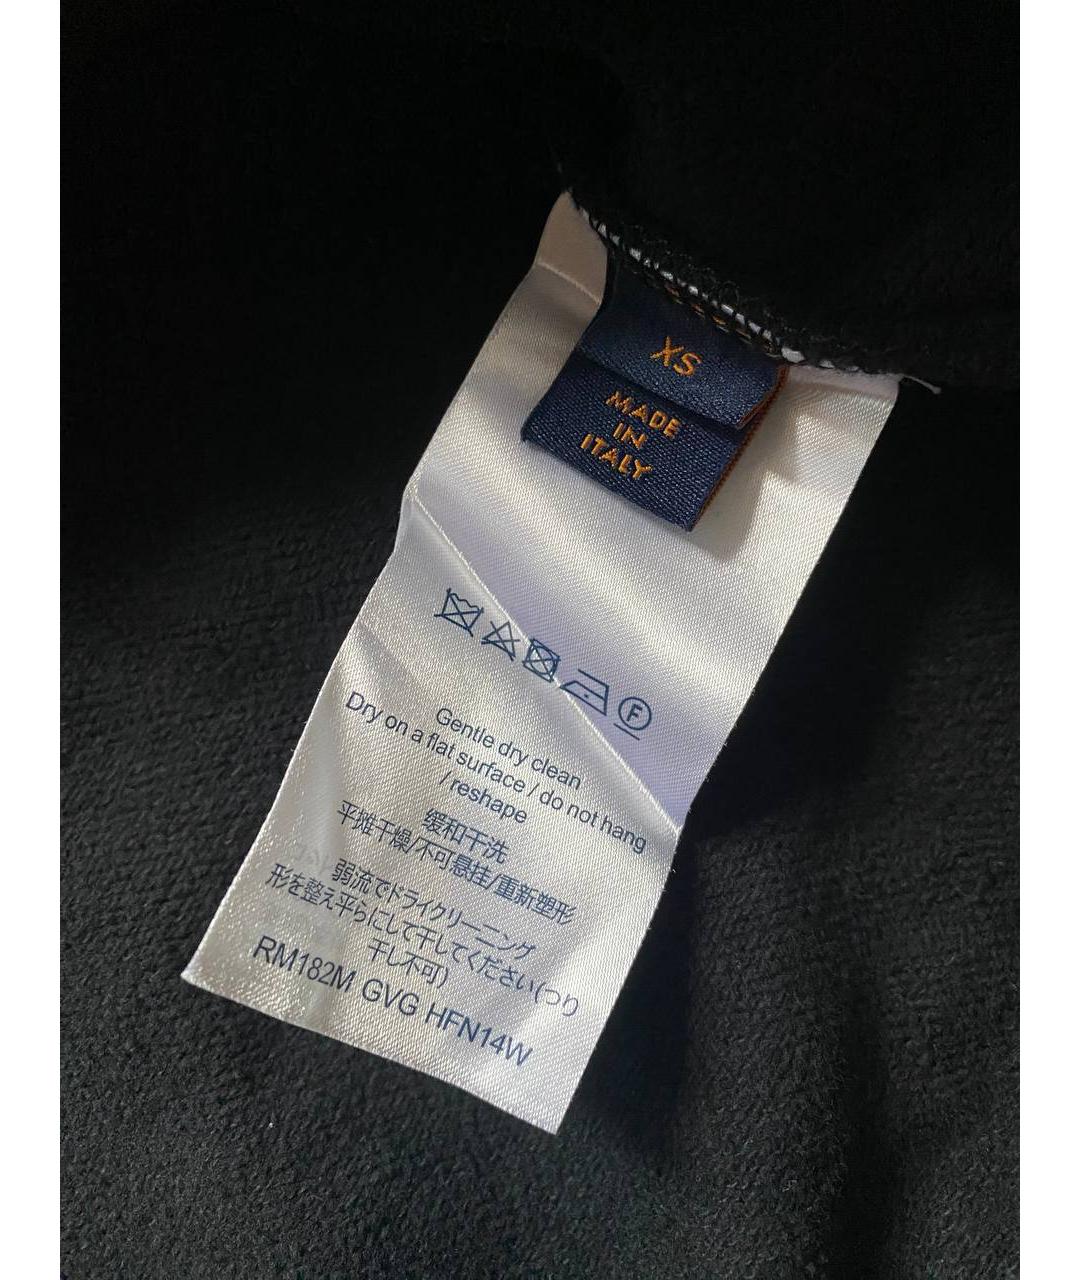 XS
MADE
IN
ITALY
F
Gentle dry clean
Dry on a flat surface / do not hang
/ reshape
缓和干洗
平摊干燥/不可悬挂/重新塑形
弱流でドライクリーニング
形を整え平らにして干してください(つり
干し不可)
RM182M GVG HFN14W